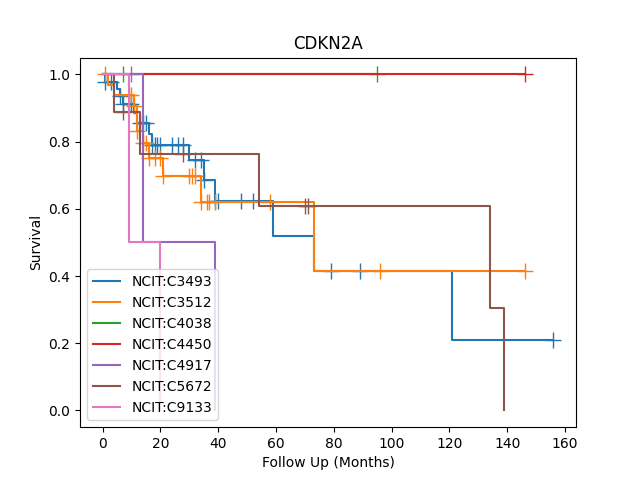 CDKN2A
Survival
1.0
0.8
0.6
0.4
0.2
0.0
NCIT:C3493
NCIT:C3512
NCIT:C4038
NCIT:C4450
NCIT:C4917
NCIT:C5672
NCIT:C9133
0 20 40 60 80 100 120 140 160
Follow Up (Months)